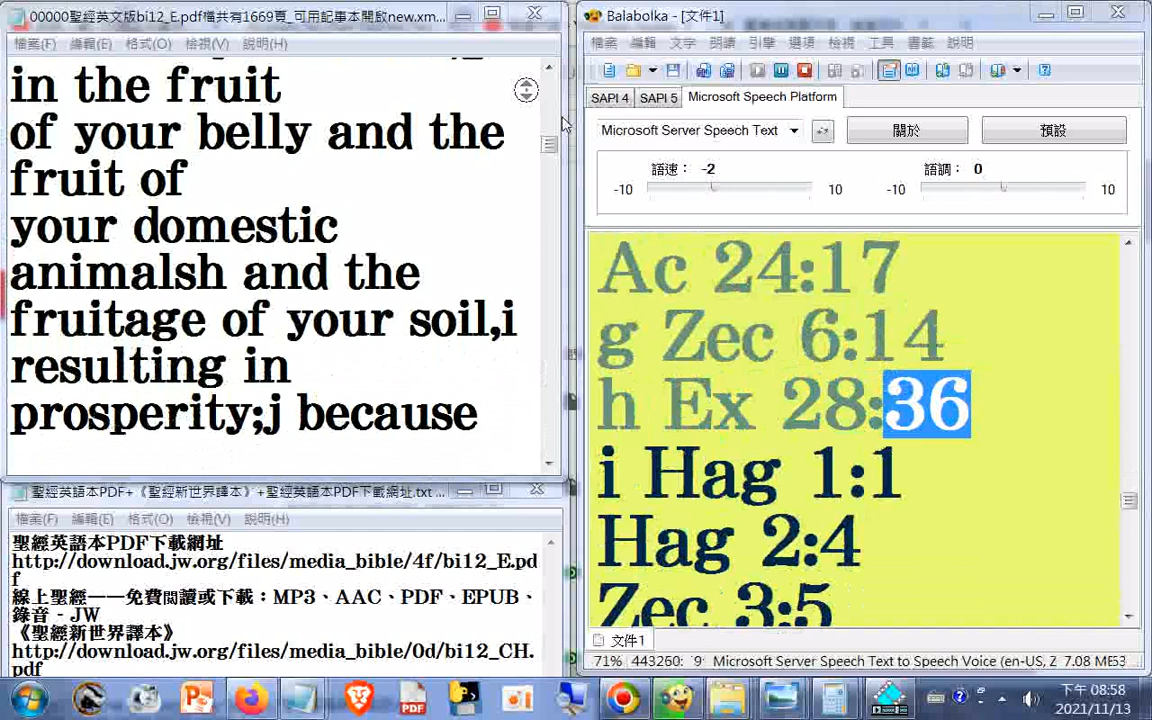 00000聖經英文版bi12_E.pdf檔共有1669頁_可用記事本開啟new.xm...
檔案(F) 編輯(E) 格式(O) 檢視(V) 說明(H)
in the fruit
of your belly and the
fruit of
your domestic
animalsh and the
fruitage of your soil,i
resulting in
prosperity;j because
聖經英語本PDF+《聖經新世界譯本》+聖經英語本PDF下載網址.txt ...
檔案(F) 編輯(E) 格式(O) 檢視(V) 說明(H)
聖經英語本PDF下載網址
http://download.jw.org/files/media_bible/4f/bi12_E.pd
f
線上聖經——免費閱讀或下載：MP3、AAC、PDF、EPUB、
錄音 - JW
《聖經新世界譯本》
http://download.jw.org/files/media_bible/0d/bi12_CH.
pdf
Balabolka - [文件1]
檔案 編輯 文字 朗讀 引擎 選項 檢視 工具 書籤 說明
SAPI 4 SAPI 5 Microsoft Speech Platform
Microsoft Server Speech Text 關於 預設
語速： -2 語調： 0
-10 10 -10 10
Ac 24:17
g Zec 6:14
h Ex 28:36
i Hag 1:1
Hag 2:4
Zec 3:5
文件1
71% 443260: '9' Microsoft Server Speech Text to Speech Voice (en-US, Z 7.08 ME53
下午 08:58
2021/11/13